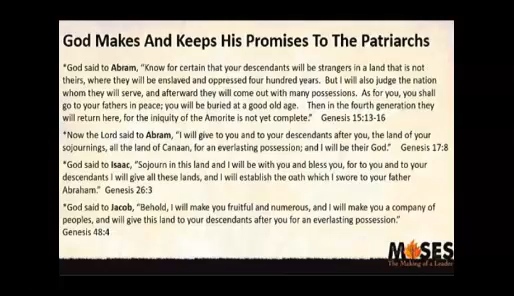 God Makes And Keeps His Promises To The Patriarchs
*God said to Abram, "Know for certain that your descendants will be strangers in a land that is not
theirs, where they will be enslaved and oppressed four hundred years.  But I will also judge the nation
whom they will serve, and afterward they will come out with many possessions.  As for you, you shall
go to your fathers in peace; you will be buried at a good old age.   Then in the fourth generation they
will return here, for the iniquity of the Amorite is not yet complete."   Genesis 15:13-16
*Now the Lord said to Abram, "I will give to you and to your descendants after you, the land of your
sojournings, all the land of Canaan, for an everlasting possession; and I will be their God."   Genesis 17:8
*God said to Isaac, "Sojourn in this land and I will be with you and bless you, for to you and to your
descendants I will give all these lands, and I will establish the oath which I swore to your father
Abraham."  Genesis 26:3
*God said to Jacob, "Behold, I will make you fruitful and numerous, and I will make you a company of
peoples, and will give this land to your descendants after you for an everlasting possession."
Genesis 48:4
MOSES
The Making of a Leader